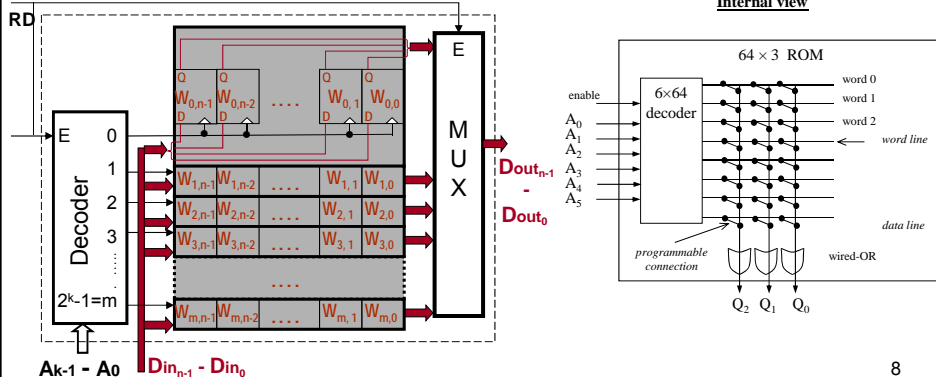 RD
E
0
1
2
3
2ᵏ-1=m
Decoder
Aₖ₋₁ - A₀
Dinₙ₋₁ - Din₀
Q Q Q Q
W₀,ₙ₋₁ W₀,ₙ₋₂ .... W₀,₁ W₀,₀
D D D D
W₁,ₙ₋₁ W₁,ₙ₋₂ .... W₁,₁ W₁,₀
W₂,ₙ₋₁ W₂,ₙ₋₂ .... W₂,₁ W₂,₀
W₃,ₙ₋₁ W₃,ₙ₋₂ .... W₃,₁ W₃,₀
....
Wₘ,ₙ₋₁ Wₘ,ₙ₋₂ .... Wₘ,₁ Wₘ,₀
E
M
U
X
Doutₙ₋₁
-
Dout₀
Internal view
64 × 3 ROM
enable
A₀
A₁
A₂
A₃
A₄
A₅
6×64
decoder
word 0
word 1
word 2
word line
data line
programmable
connection
wired-OR
Q₂ Q₁ Q₀
8